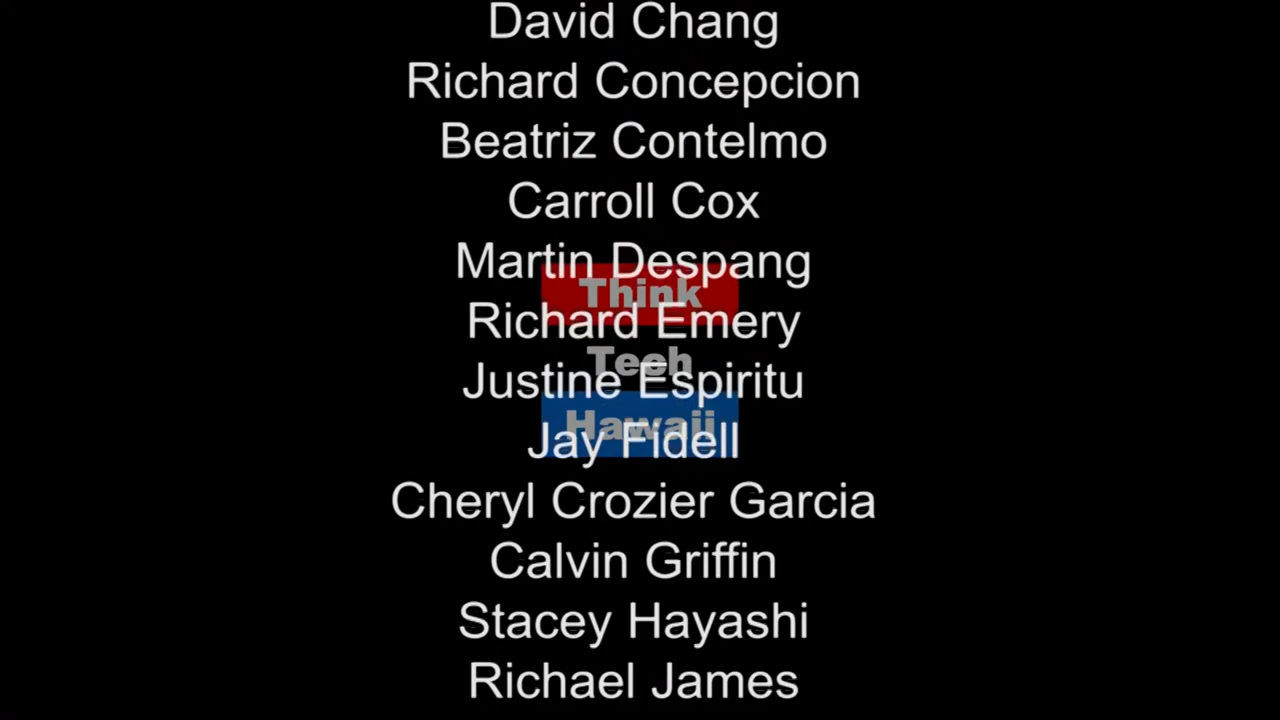 David Chang
Richard Concepcion
Beatriz Contelmo
Carroll Cox
Martin Despang
Think
Richard Emery
Tech
Justine Espiritu
Hawaii
Jay Fidell
Cheryl Crozier Garcia
Calvin Griffin
Stacey Hayashi
Richael James